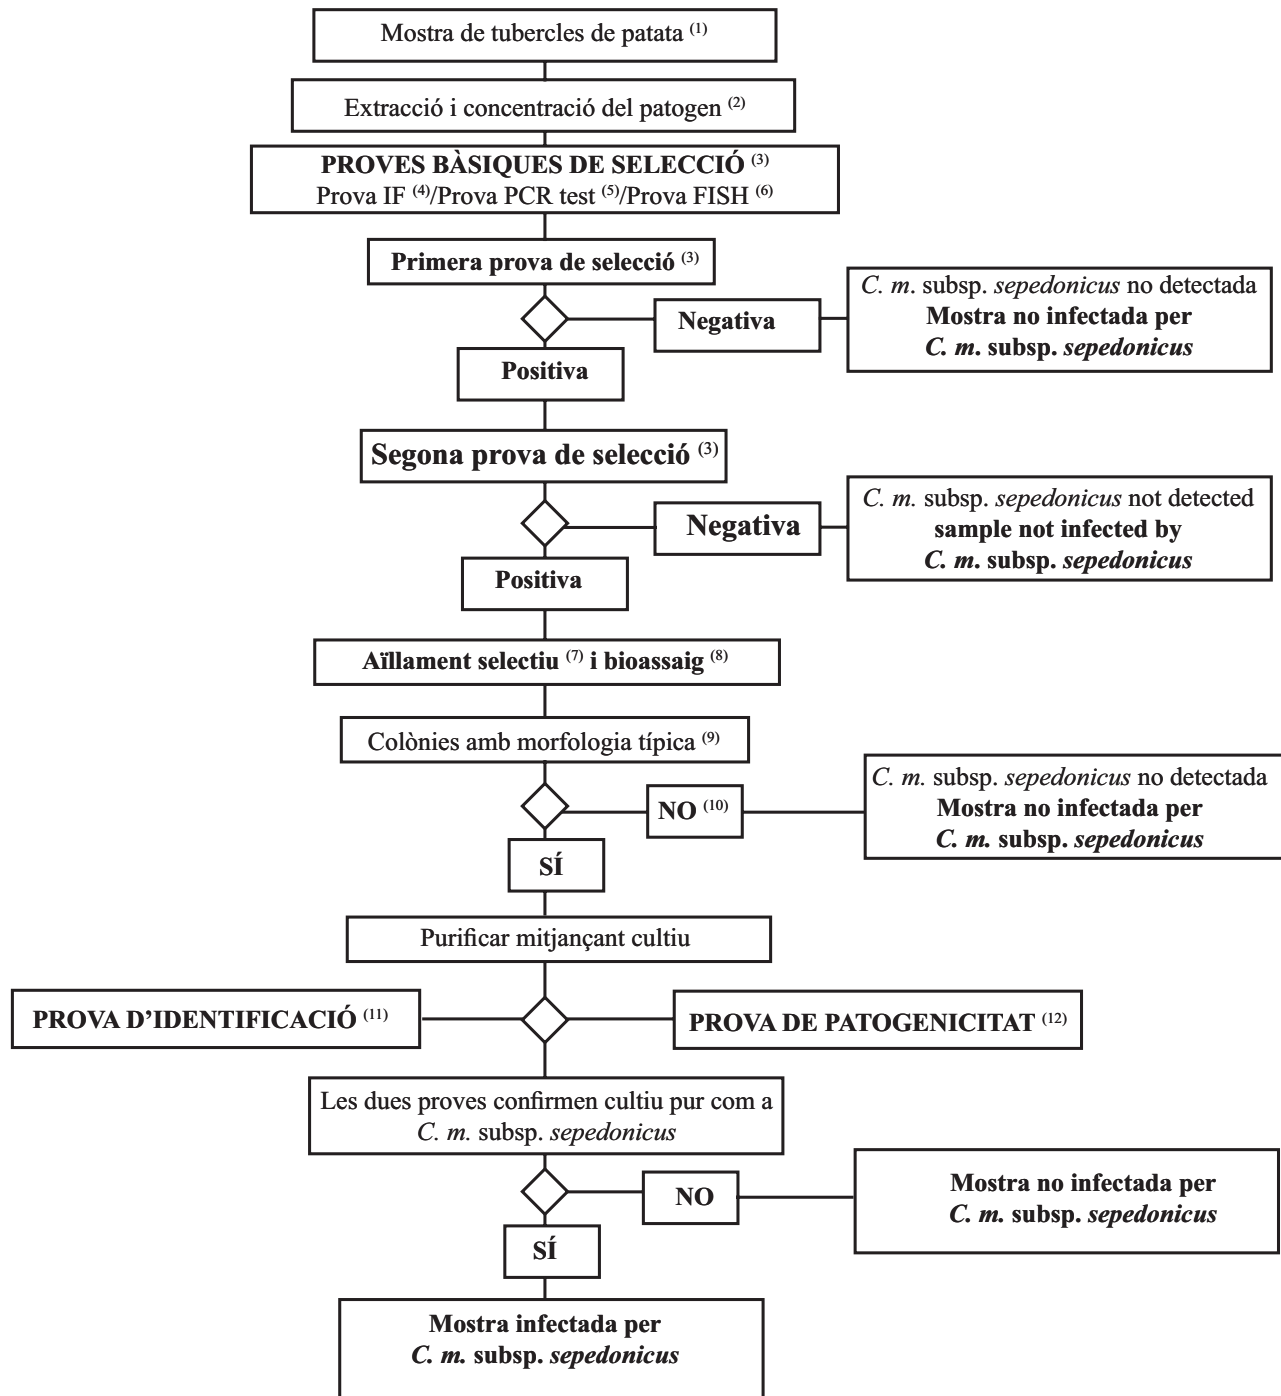 Mostra de tubercles de patata (1)
Extracció i concentració del patogen (2)
PROVES BÀSIQUES DE SELECCIÓ (3)
Prova IF (4)/Prova PCR test (5)/Prova FISH (6)
Primera prova de selecció (3)
Negativa
C. m. subsp. sepedonicus no detectada
Mostra no infectada per
C. m. subsp. sepedonicus
Positiva
Segona prova de selecció (3)
Negativa
C. m. subsp. sepedonicus not detected
sample not infected by
C. m. subsp. sepedonicus
Positiva
Aïllament selectiu (7) i bioassaig (8)
Colònies amb morfologia típica (9)
NO (10)
C. m. subsp. sepedonicus no detectada
Mostra no infectada per
C. m. subsp. sepedonicus
SÍ
Purificar mitjançant cultiu
PROVA D’IDENTIFICACIÓ (11)
PROVA DE PATOGENICITAT (12)
Les dues proves confirmen cultiu pur com a
C. m. subsp. sepedonicus
NO
Mostra no infectada per
C. m. subsp. sepedonicus
SÍ
Mostra infectada per
C. m. subsp. sepedonicus